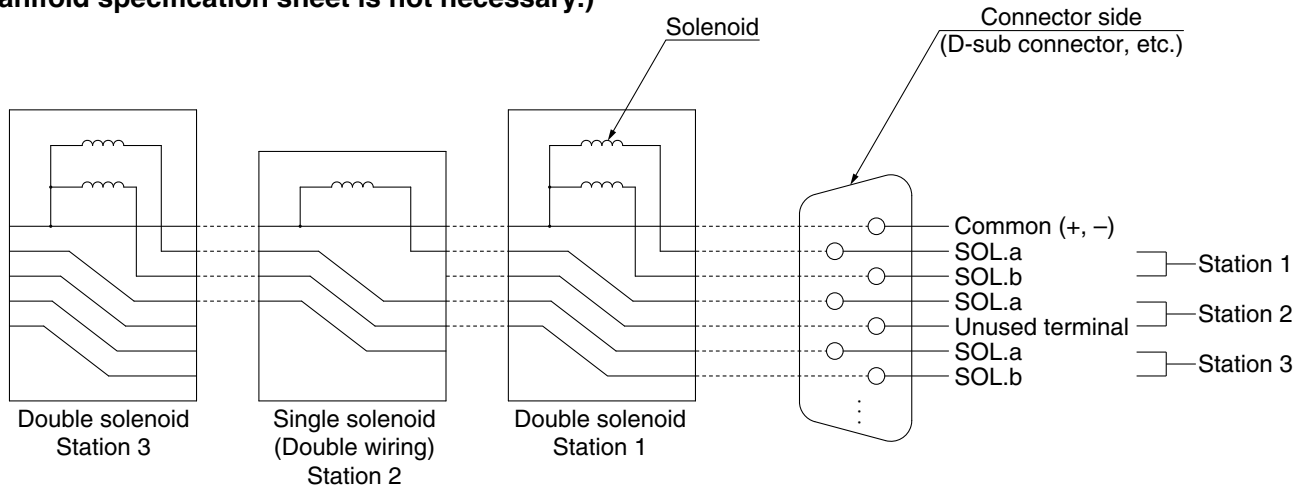 anifold specification sheet is not necessary.)
Solenoid
Connector side
(D-sub connector, etc.)
Common (+, –)
SOL.a
SOL.b
Station 1
SOL.a
Unused terminal
Station 2
SOL.a
SOL.b
Station 3
Double solenoid
Station 3
Single solenoid
(Double wiring)
Station 2
Double solenoid
Station 1